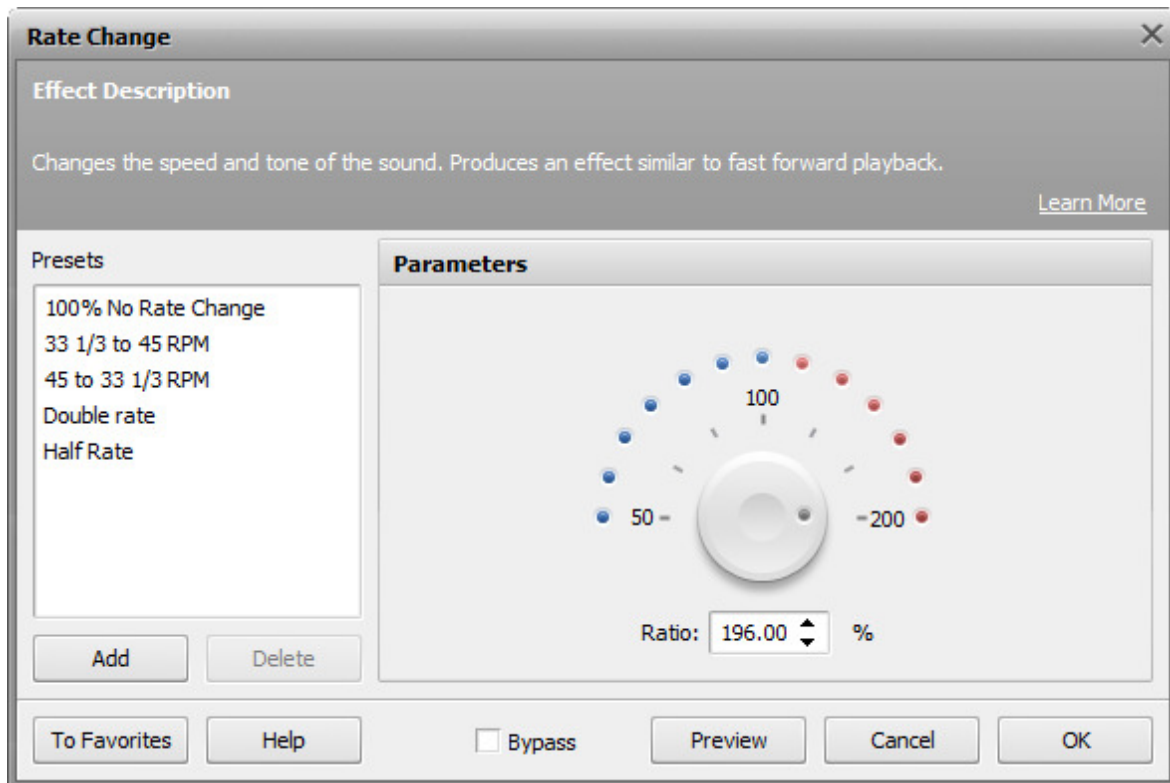 Rate Change
Effect Description
Changes the speed and tone of the sound. Produces an effect similar to fast forward playback.
Learn More
Presets
100% No Rate Change
33 1/3 to 45 RPM
45 to 33 1/3 RPM
Double rate
Half Rate
Add
Delete
Parameters
100
50
200
Ratio: 196.00 %
To Favorites
Help
Bypass
Preview
Cancel
OK